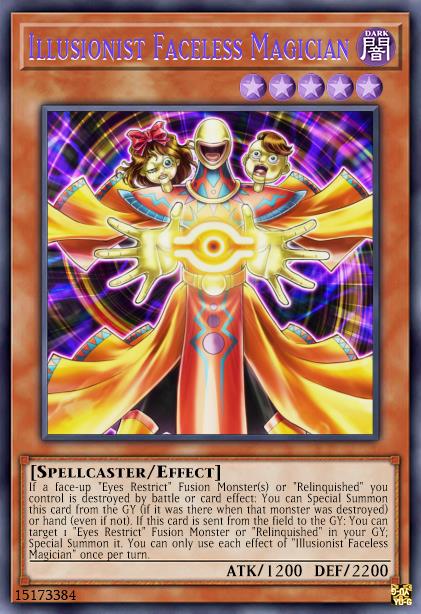 Illusionist Faceless Magician
DARK
闇
[Spellcaster/Effect]
If a face-up "Eyes Restrict" Fusion Monster(s) or "Relinquished" you
control is destroyed by battle or card effect: You can Special Summon
this card from the GY (if it was there when that monster was destroyed)
or hand (even if not). If this card is sent from the field to the GY: You can
target 1 "Eyes Restrict" Fusion Monster or "Relinquished" in your GY;
Special Summon it. You can only use each effect of "Illusionist Faceless
Magician" once per turn.
ATK/1200 DEF/2200
15173384